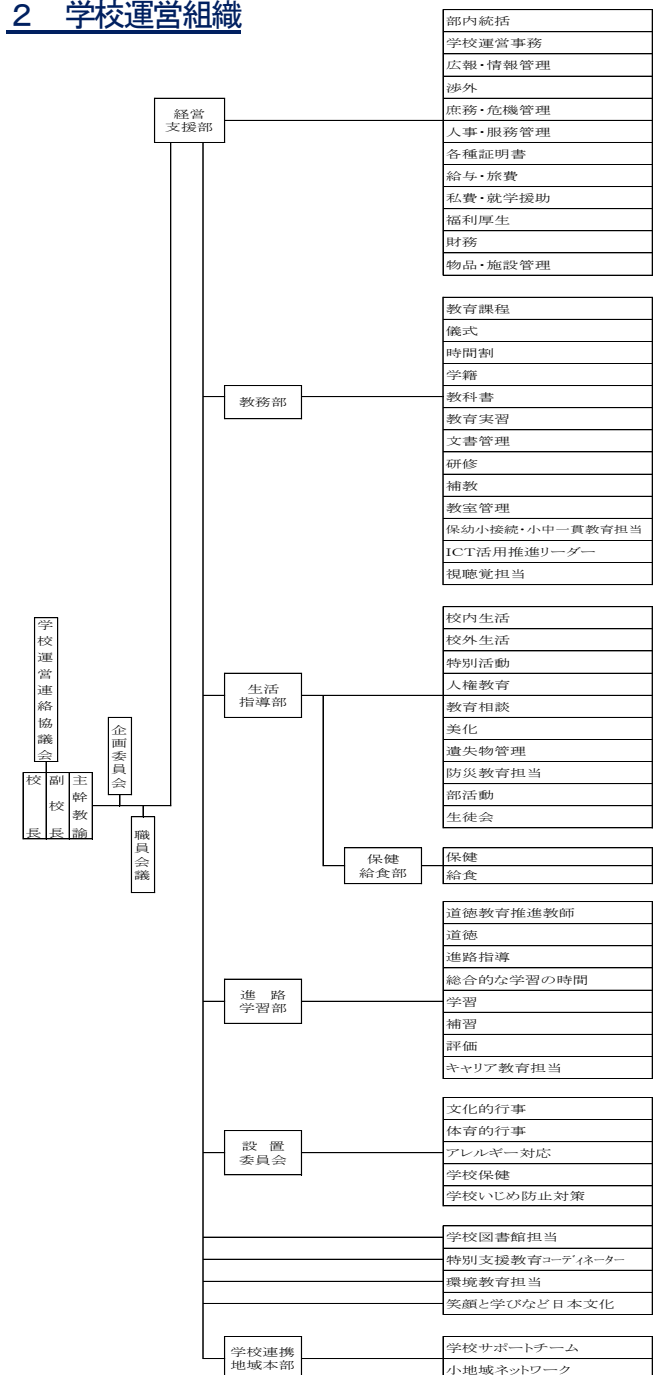 ２　学校運営組織
部内統括
学校運営事務
広報・情報管理
渉外
庶務・危機管理
人事・服務管理
各種証明書
給与・旅費
私費・就学援助
福利厚生
財務
物品・施設管理
経営
支援部
教育課程
儀式
時間割
学籍
教科書
教育実習
文書管理
研修
補教
教室管理
保幼小接続・小中一貫教育担当
ICT活用推進リーダー
視聴覚担当
教務部
校内生活
校外生活
特別活動
人権教育
教育相談
美化
遺失物管理
防災教育担当
部活動
生徒会
生活
指導部
学校運営連絡協議会
企画委員会
校長
副校長
主幹教諭
職員会議
保健
給食部
保健
給食
道徳教育推進教師
道徳
進路指導
総合的な学習の時間
学習
補習
評価
キャリア教育担当
進　路
学習部
文化的行事
体育的行事
アレルギー対応
学校保健
学校いじめ防止対策
設　置
委員会
学校図書館担当
特別支援教育コーディネーター
環境教育担当
笑顔と学びなど日本文化
学校連携
地域本部
学校サポートチーム
小地域ネットワーク